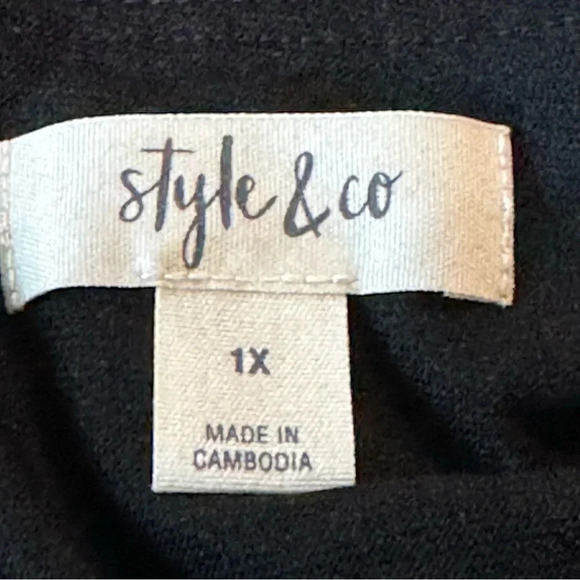 style & co
1X
MADE IN
CAMBODIA